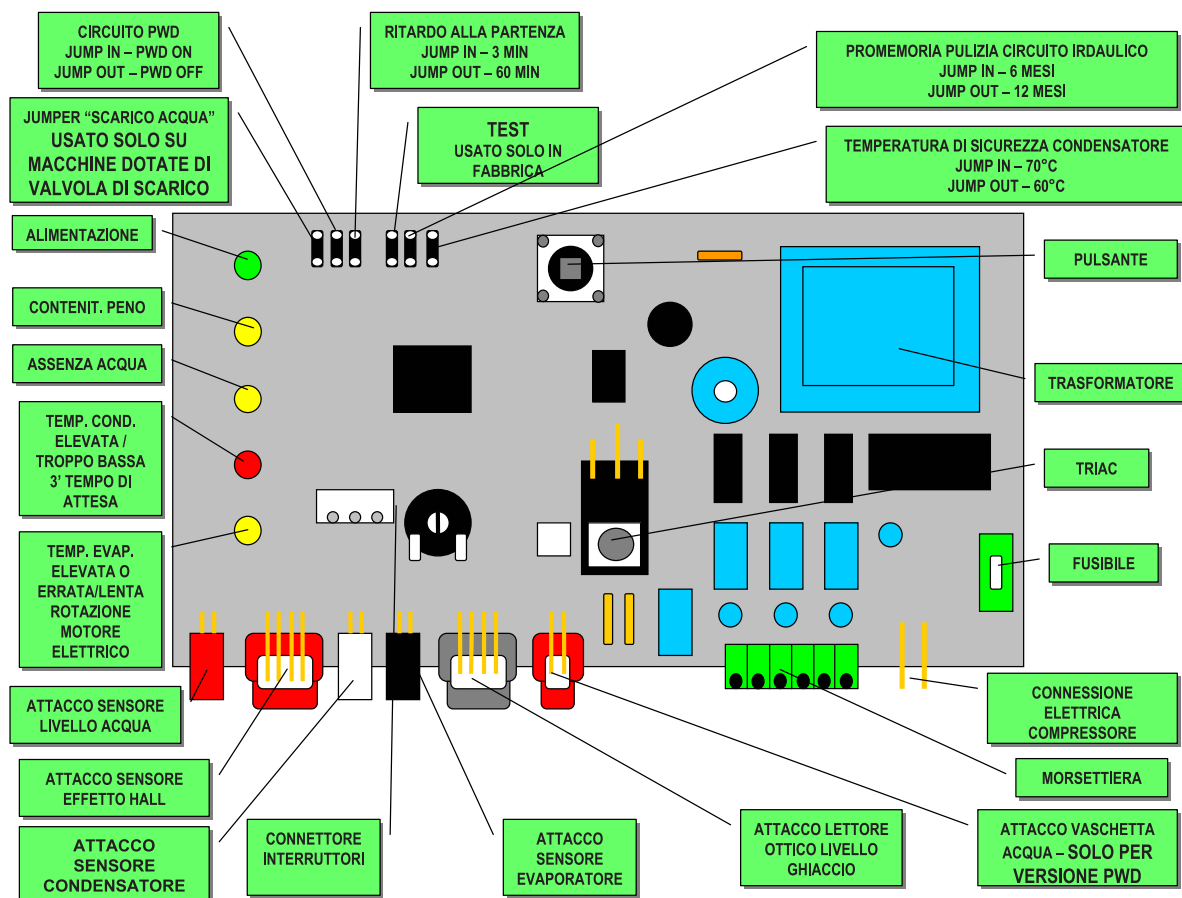 CIRCUITO PWD
JUMP IN – PWD ON
JUMP OUT – PWD OFF
RITARDO ALLA PARTENZA
JUMP IN – 3 MIN
JUMP OUT – 60 MIN
PROMEMORIA PULIZIA CIRCUITO IRDAULICO
JUMP IN – 6 MESI
JUMP OUT – 12 MESI
JUMPER “SCARICO ACQUA”
USATO SOLO SU
MACCHINE DOTATE DI
VALVOLA DI SCARICO
TEST
USATO SOLO IN
FABBRICA
TEMPERATURA DI SICUREZZA CONDENSATORE
JUMP IN – 70°C
JUMP OUT – 60°C
ALIMENTAZIONE
PULSANTE
CONTENIT. PENO
ASSENZA ACQUA
TRASFORMATORE
TEMP. COND.
ELEVATA /
TROPPO BASSA
3’ TEMPO DI
ATTESA
TRIAC
TEMP. EVAP.
ELEVATA O
ERRATA/LENTA
ROTAZIONE
MOTORE
ELETTRICO
FUSIBILE
ATTACCO SENSORE
LIVELLO ACQUA
CONNESSIONE
ELETTRICA
COMPRESSORE
ATTACCO SENSORE
EFFETTO HALL
MORSETTIERA
ATTACCO
SENSORE
CONDENSATORE
CONNETTORE
INTERRUTTORI
ATTACCO
SENSORE
EVAPORATORE
ATTACCO LETTORE
OTTICO LIVELLO
GHIACCIO
ATTACCO VASCHETTA
ACQUA – SOLO PER
VERSIONE PWD